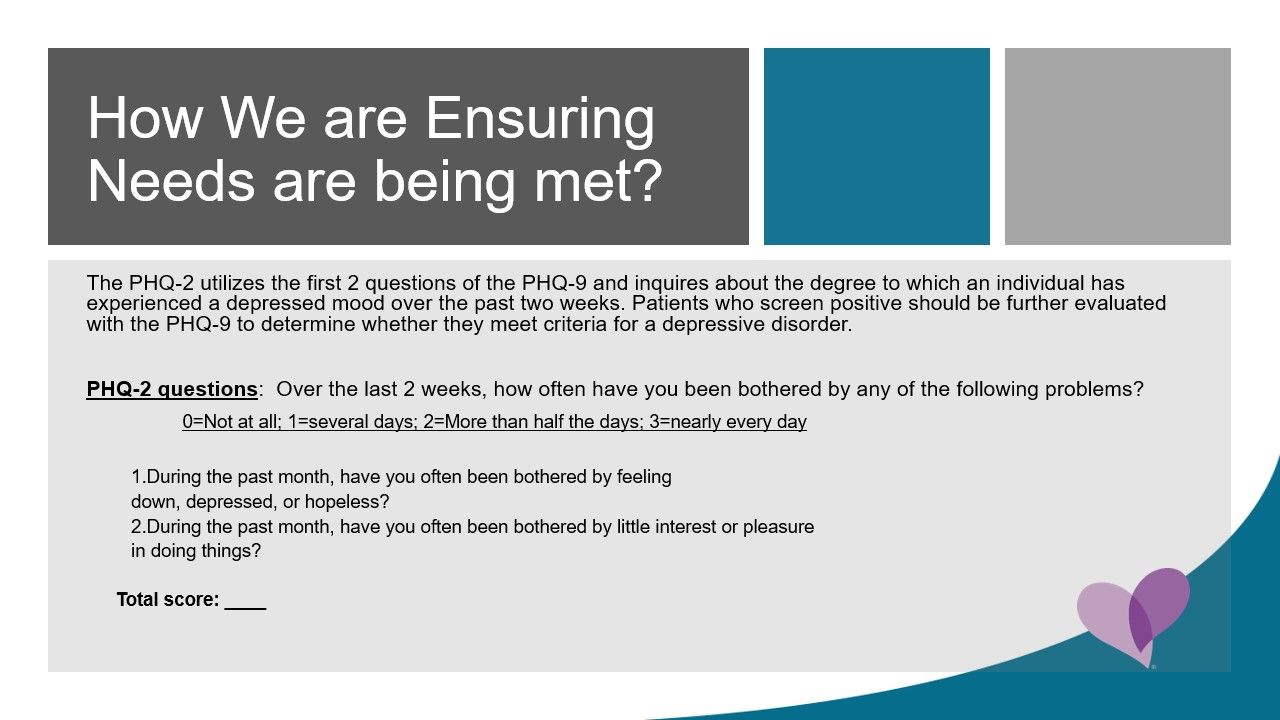 How We are Ensuring
Needs are being met?
The PHQ-2 utilizes the first 2 questions of the PHQ-9 and inquires about the degree to which an individual has
experienced a depressed mood over the past two weeks. Patients who screen positive should be further evaluated
with the PHQ-9 to determine whether they meet criteria for a depressive disorder.
PHQ-2 questions:  Over the last 2 weeks, how often have you been bothered by any of the following problems?
0=Not at all; 1=several days; 2=More than half the days; 3=nearly every day
1.During the past month, have you often been bothered by feeling
down, depressed, or hopeless?
2.During the past month, have you often been bothered by little interest or pleasure
in doing things?
Total score: ____
®